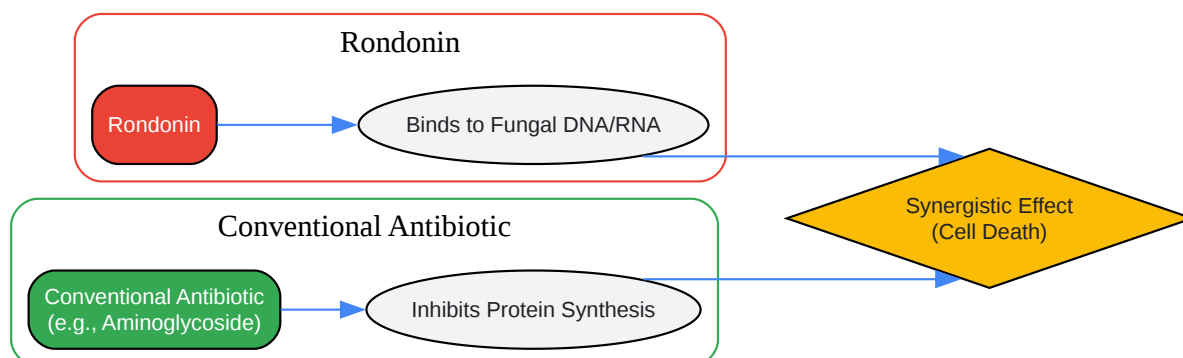 Rondonin
Rondonin
Binds to Fungal DNA/RNA
Synergistic Effect
(Cell Death)
Conventional Antibiotic
Conventional Antibiotic
(e.g., Aminoglycoside)
Inhibits Protein Synthesis